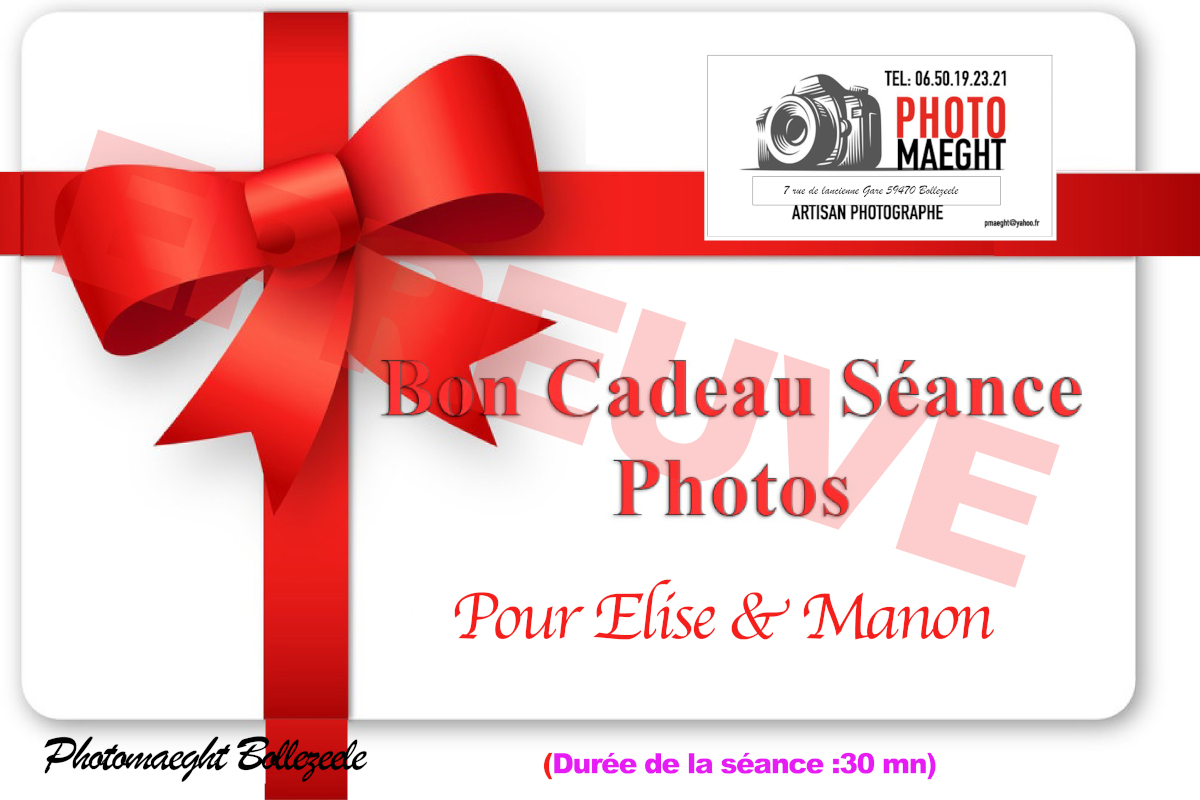 TEL: 06.50.19.23.21
PHOTO
MAEGHT
7 rue de lancienne Gare 59470 Bollezeele
ARTISAN PHOTOGRAPHE
pmaeght@yahoo.fr
EPREUVE
Bon Cadeau Séance
Photos
Pour Elise & Manon
Photomaeght Bollezeele
(Durée de la séance :30 mn)